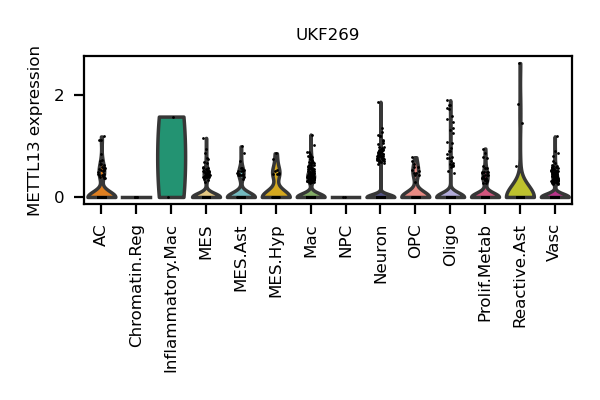 UKF269
METTL13 expression
2
0
AC
Chromatin.Reg
Inflammatory.Mac
MES
MES.Ast
MES.Hyp
Mac
NPC
Neuron
OPC
Oligo
Prolif.Metab
Reactive.Ast
Vasc